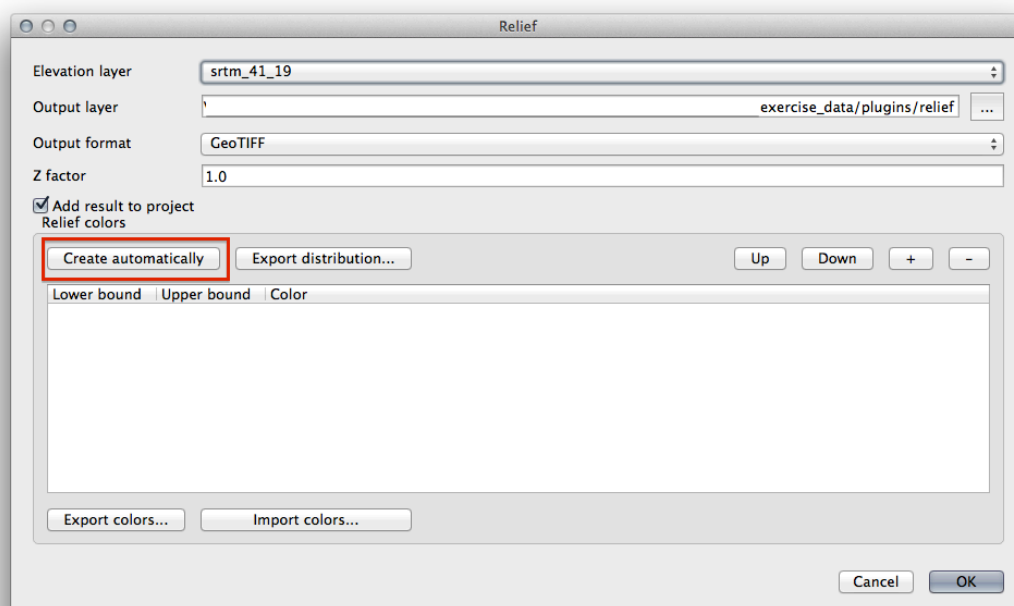 Relief
Elevation layer srtm_41_19
Output layer exercise_data/plugins/relief ...
Output format GeoTIFF
Z factor 1.0
Add result to project
Relief colors
Create automatically Export distribution... Up Down + -
Lower bound Upper bound Color
Export colors... Import colors...
Cancel OK